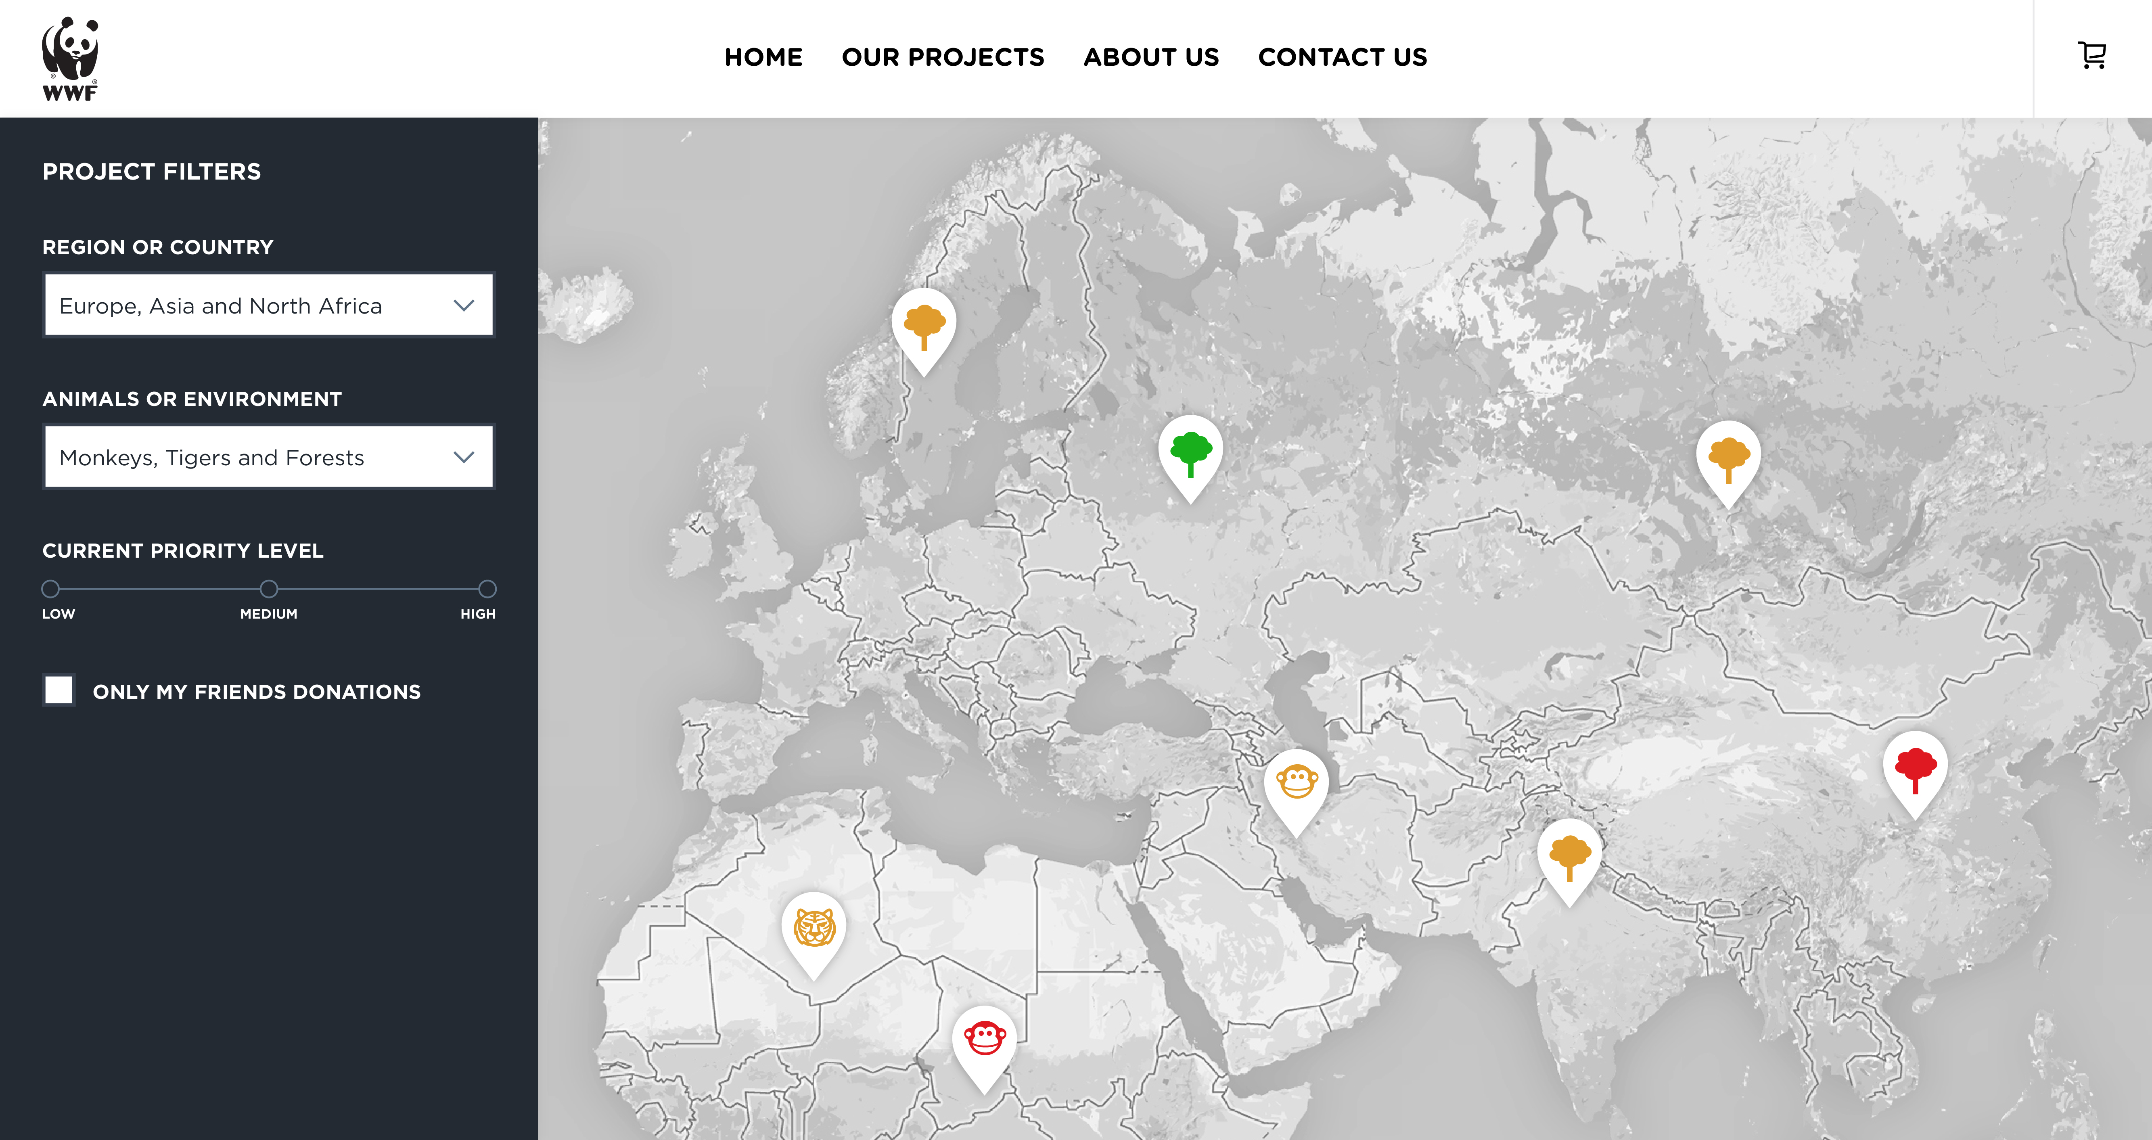 WWF
HOME OUR PROJECTS ABOUT US CONTACT US
PROJECT FILTERS
REGION OR COUNTRY
Europe, Asia and North Africa
ANIMALS OR ENVIRONMENT
Monkeys, Tigers and Forests
CURRENT PRIORITY LEVEL
LOW MEDIUM HIGH
ONLY MY FRIENDS DONATIONS